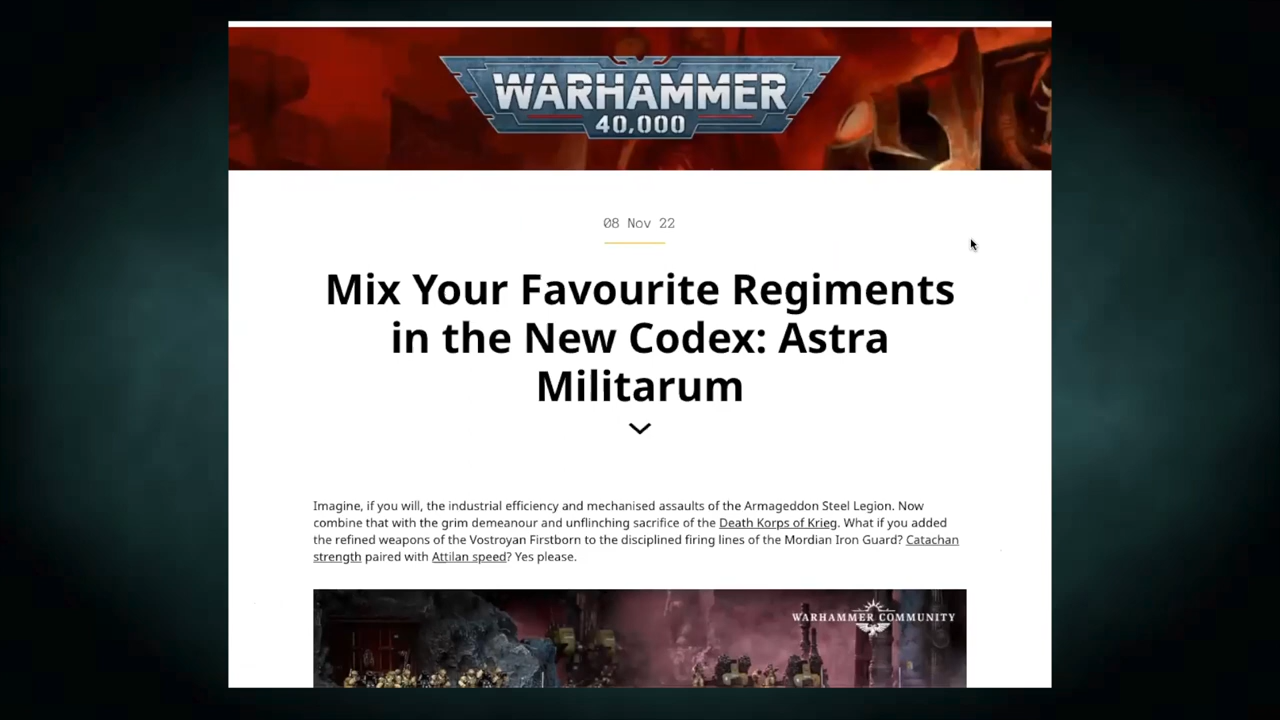 WARHAMMER
40,000
08 Nov 22
Mix Your Favourite Regiments
in the New Codex: Astra
Militarum
Imagine, if you will, the industrial efficiency and mechanised assaults of the Armageddon Steel Legion. Now
combine that with the grim demeanour and unflinching sacrifice of the Death Korps of Krieg. What if you added
the refined weapons of the Vostroyan Firstborn to the disciplined firing lines of the Mordian Iron Guard? Catachan
strength paired with Attilan speed? Yes please.
WARHAMMER COMMUNITY